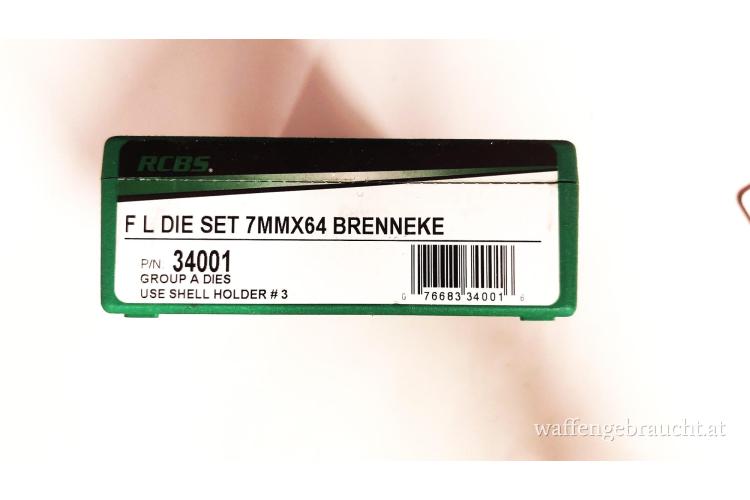 RCBS.
F L DIE SET 7MMX64 BRENNEKE
P/N 34001
GROUP A DIES
USE SHELL HOLDER # 3
0 76683 34001 6
waffengebraucht.at